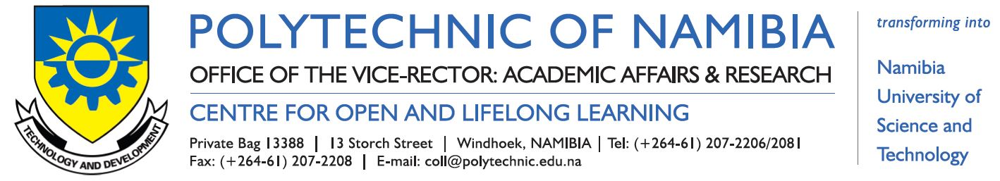 TECHNOLOGY AND DEVELOPMENT
POLYTECHNIC OF NAMIBIA
OFFICE OF THE VICE-RECTOR: ACADEMIC AFFAIRS & RESEARCH
CENTRE FOR OPEN AND LIFELONG LEARNING
Private Bag 13388 | 13 Storch Street | Windhoek, NAMIBIA | Tel: (+264-61) 207-2206/2081
Fax: (+264-61) 207-2208 | E-mail: coll@polytechnic.edu.na
transforming into
Namibia
University of
Science and
Technology